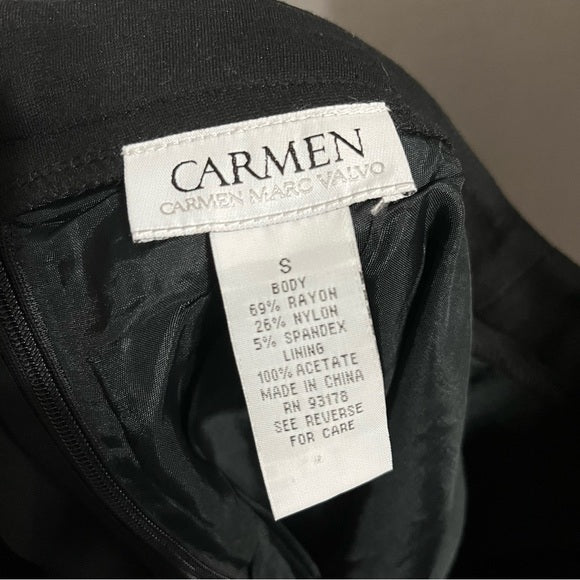 CARMEN
CARMEN MARC VALVO
S
BODY
69% RAYON
26% NYLON
5% SPANDEX
LINING
100% ACETATE
MADE IN CHINA
RN 93178
SEE REVERSE
FOR CARE